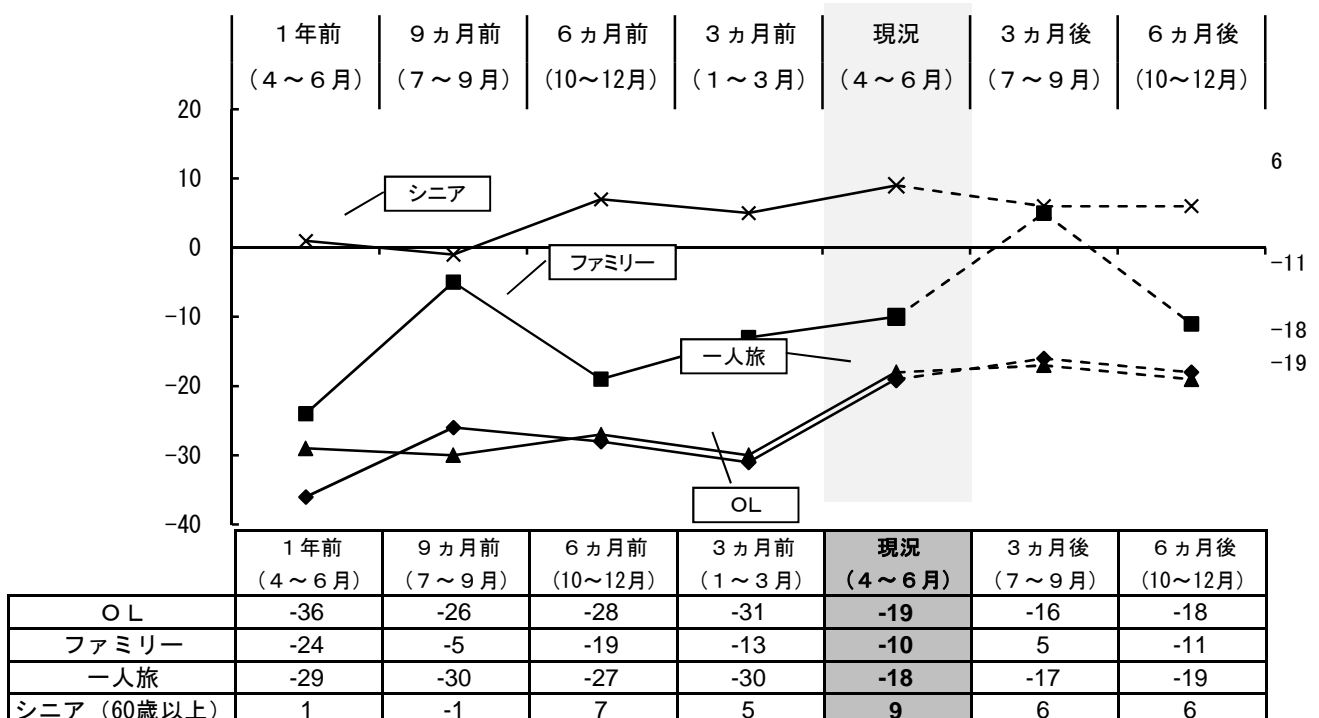 １年前 ９ヵ月前 ６ヵ月前 ３ヵ月前 現況 ３ヵ月後 ６ヵ月後
（４～６月） （７～９月） （10～12月） （１～３月） （４～６月） （７～９月） （10～12月）
20
6
10
シニア
0
ファミリー
-11
-10
-18
一人旅
-19
-20
-30
ＯＬ
-40
１年前 ９ヵ月前 ６ヵ月前 ３ヵ月前 現況 ３ヵ月後 ６ヵ月後
（４～６月） （７～９月） （10～12月） （１～３月） （４～６月） （７～９月） （10～12月）
ＯＬ -36 -26 -28 -31 -19 -16 -18
ファミリー -24 -5 -19 -13 -10 5 -11
一人旅 -29 -30 -27 -30 -18 -17 -19
シニア（60歳以上） 1 -1 7 5 9 6 6